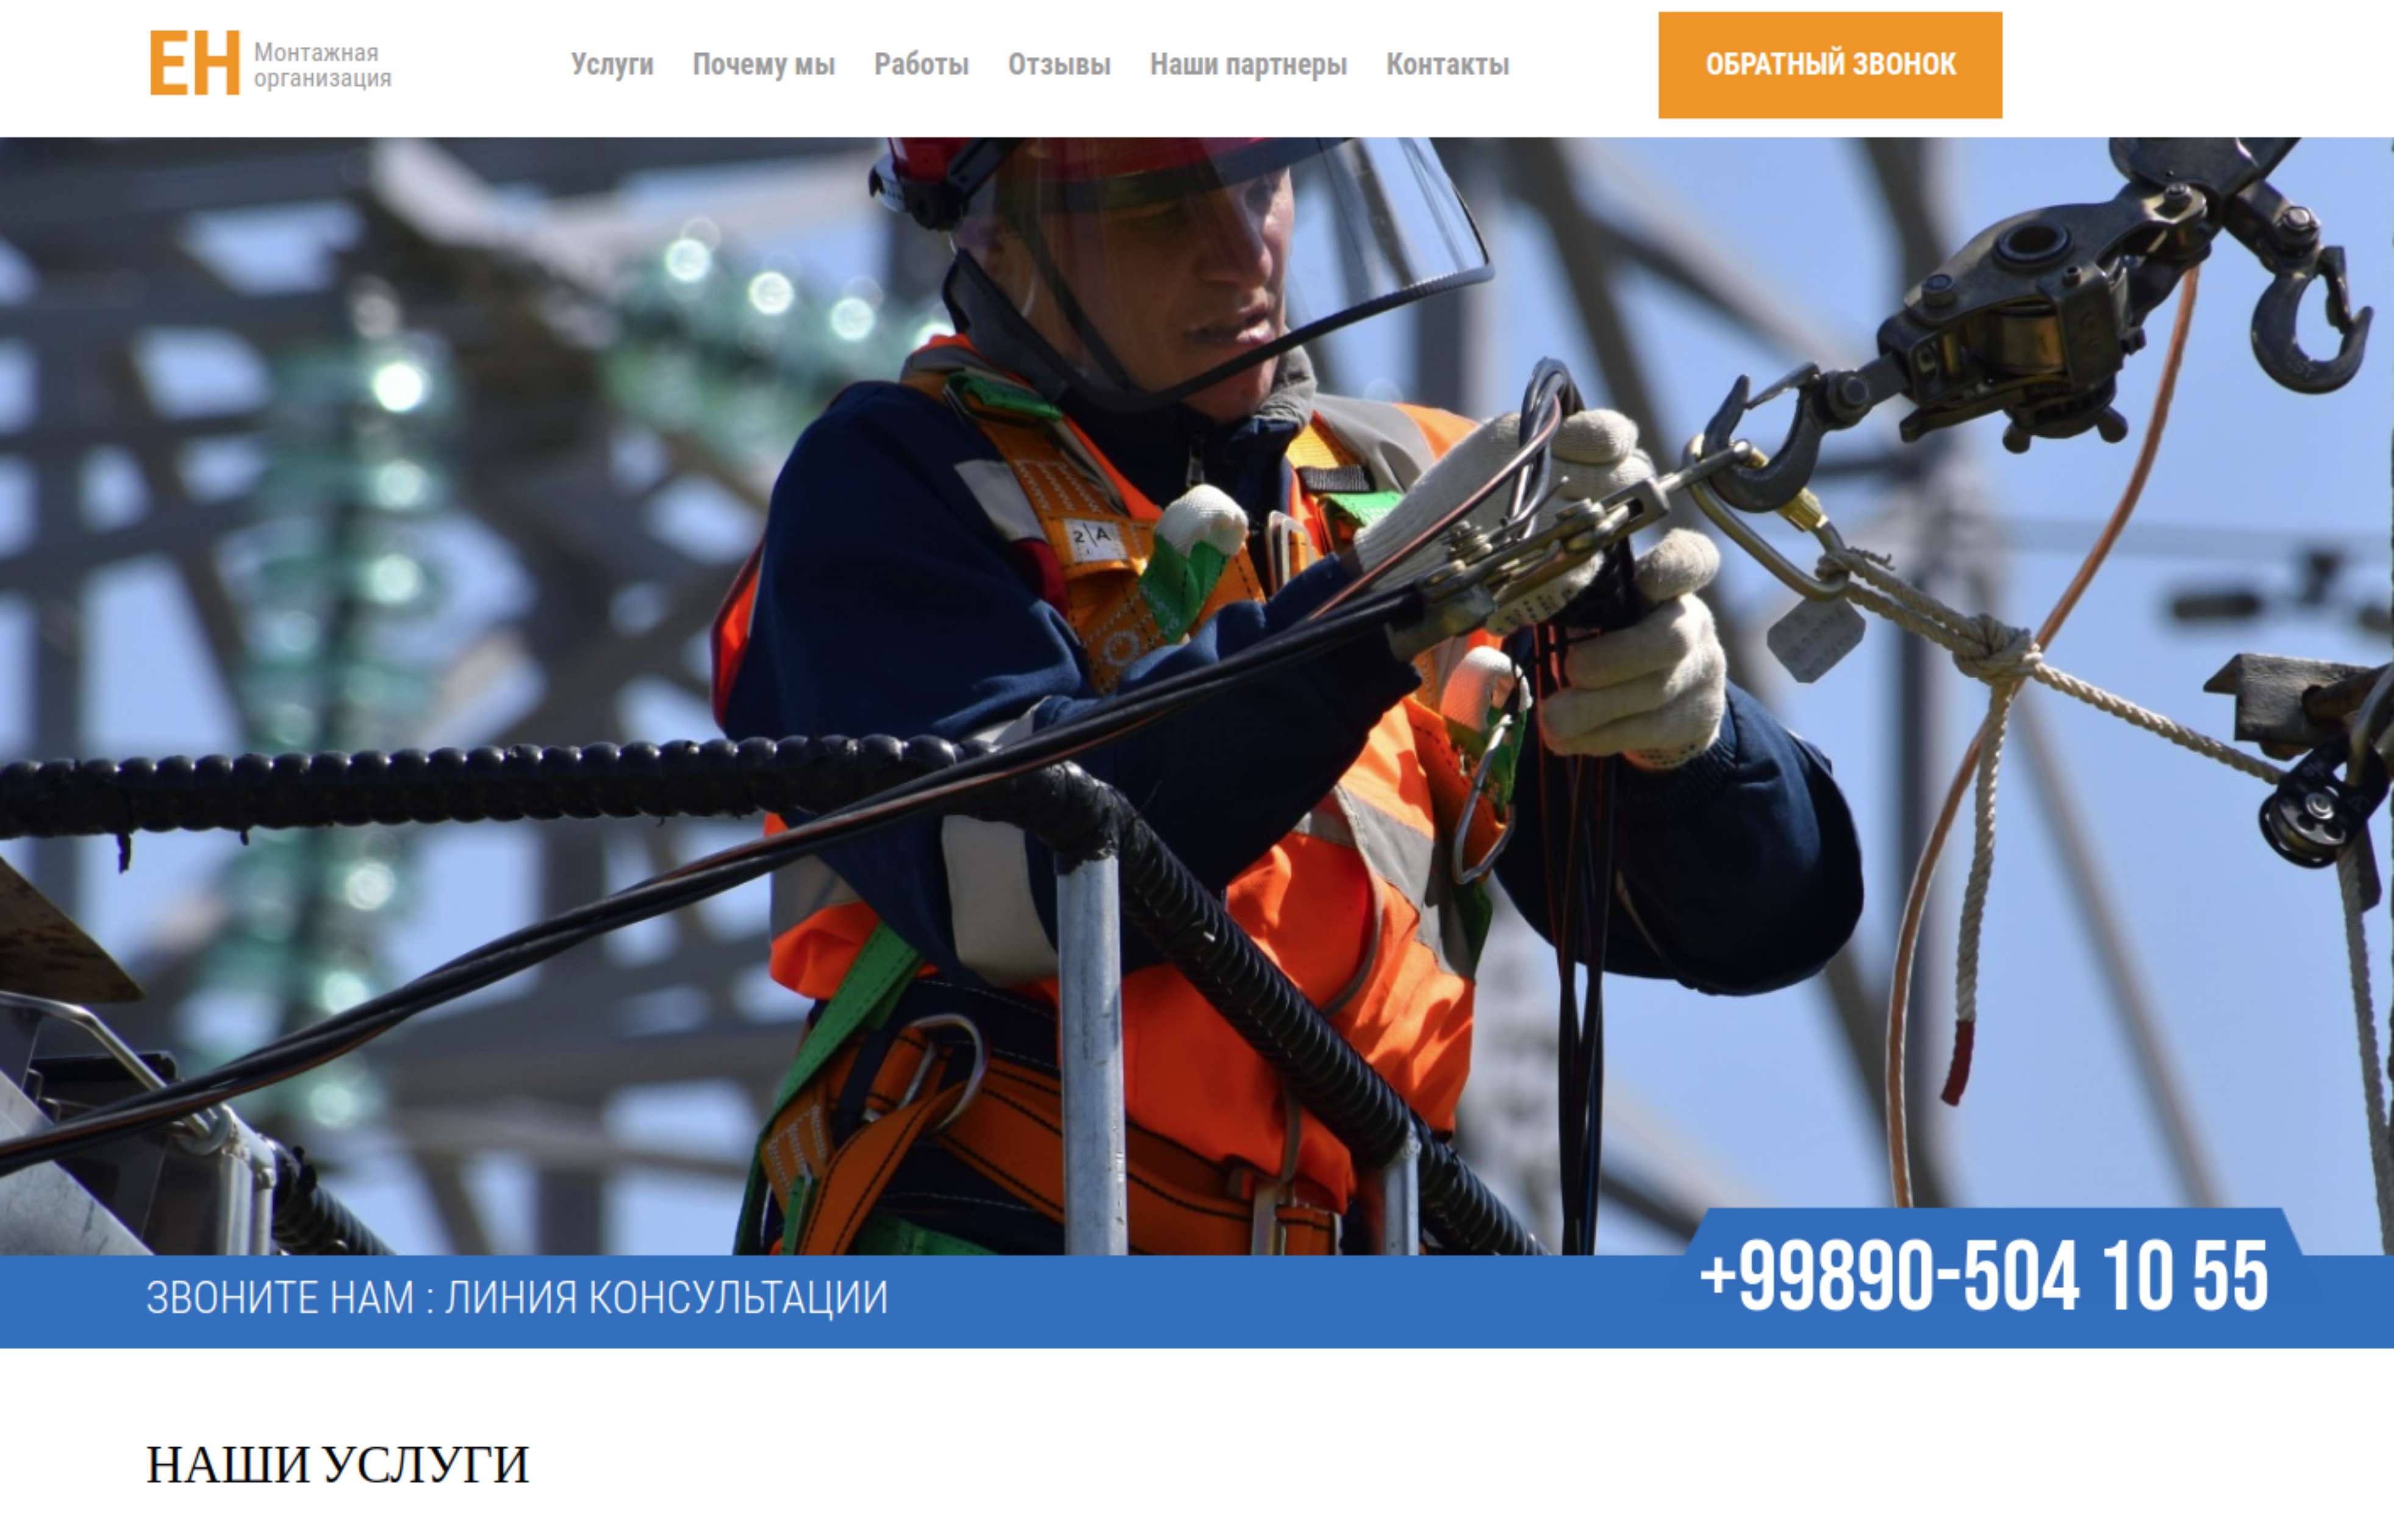 ЕН
Монтажная
организация
Услуги Почему мы Работы Отзывы Наши партнеры Контакты
ОБРАТНЫЙ ЗВОНОК
2 A
ЗВОНИТЕ НАМ : ЛИНИЯ КОНСУЛЬТАЦИИ
+99890-504 10 55
НАШИ УСЛУГИ